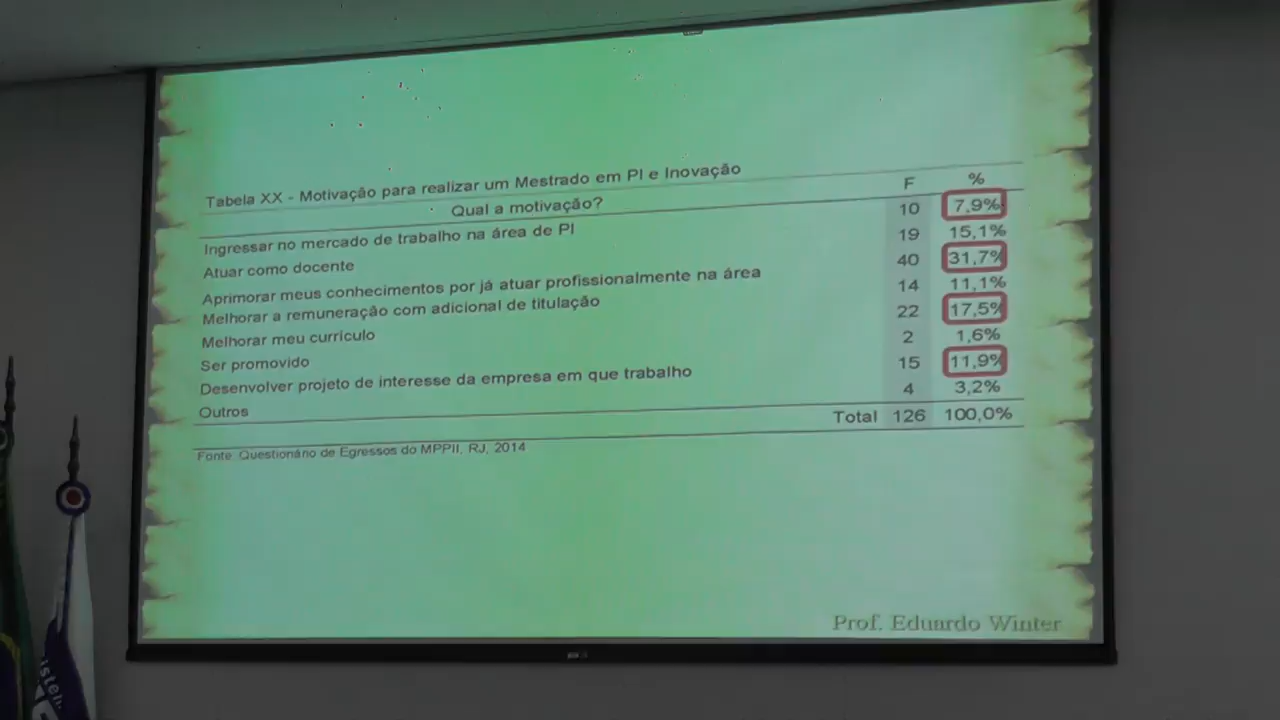 Tabela XX - Motivação para realizar um Mestrado em PI e Inovação
Qual a motivação? F %
Ingressar no mercado de trabalho na área de PI 10 7,9%
Atuar como docente 19 15,1%
Aprimorar meus conhecimentos por já atuar profissionalmente na área 40 31,7%
Melhorar a remuneração com adicional de titulação 14 11,1%
Melhorar meu currículo 22 17,5%
Ser promovido 2 1,6%
Desenvolver projeto de interesse da empresa em que trabalho 15 11,9%
Outros 4 3,2%
Total 126 100,0%
Fonte: Questionário de Egressos do MPPII, RJ, 2014
Prof. Eduardo Winter